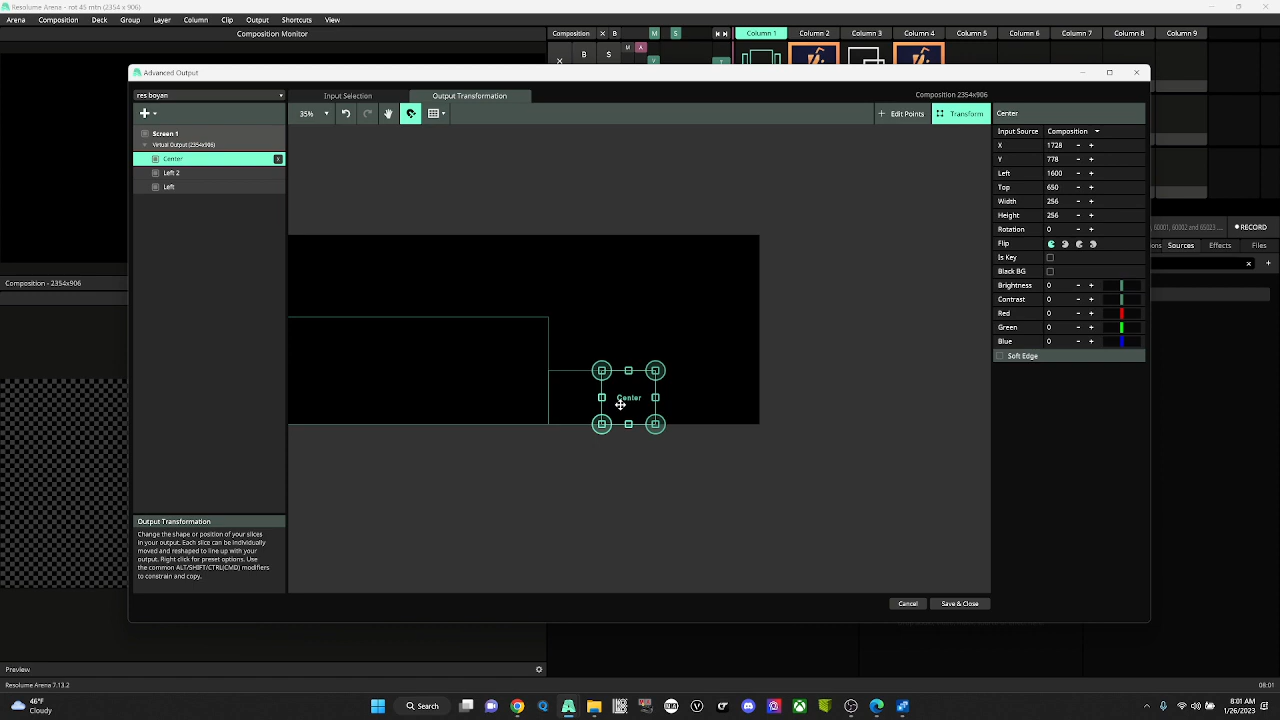 Resolume Arena - rot 45 mtn (2354 x 906)
Arena Composition Deck Group Layer Column Clip Output Shortcuts View
Composition Monitor
Composition X B M S
Column 1 Column 2 Column 3 Column 4 Column 5 Column 6 Column 7 Column 8 Column 9
X B S M A V T
Advanced Output
res boyan
Input Selection Output Transformation
Composition 2354x906
35%
Edit Points Transform
Center
Screen 1
Virtual Output (2354x906)
Center X
Left 2
Left
Input Source Composition
X 1728 - +
Y 778 - +
Left 1600 - +
Top 650 - +
Width 256 - +
Height 256 - +
Rotation 0 - +
Flip
Is Key
Black BG
Brightness 0 - +
Contrast 0 - +
Red 0 - +
Green 0 - +
Blue 0 - +
Soft Edge
Center
, 60001, 60002 and 65023 ... RECORD
ons Sources Effects Files
Composition - 2354x906
Output Transformation
Change the shape or position of your slices
in your output. Each slice can be individually
moved and reshaped to line up with your
output. Right click for preset options. Use
the common ALT/SHIFT/CTRL(CMD) modifiers
to constrain and copy.
Cancel Save & Close
Preview
Resolume Arena 7.13.2
08:01
46°F
Cloudy
Search
8:01 AM
1/26/2023